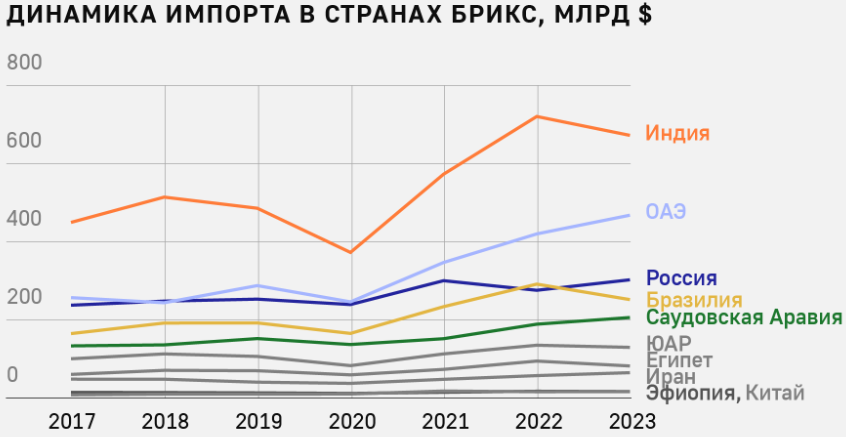 ДИНАМИКА ИМПОРТА В СТРАНАХ БРИКС, МЛРД $
800
600
400
200
0
Индия
ОАЭ
Россия
Бразилия
Саудовская Аравия
ЮАР
Египет
Иран
Эфиопия, Китай
2017 2018 2019 2020 2021 2022 2023